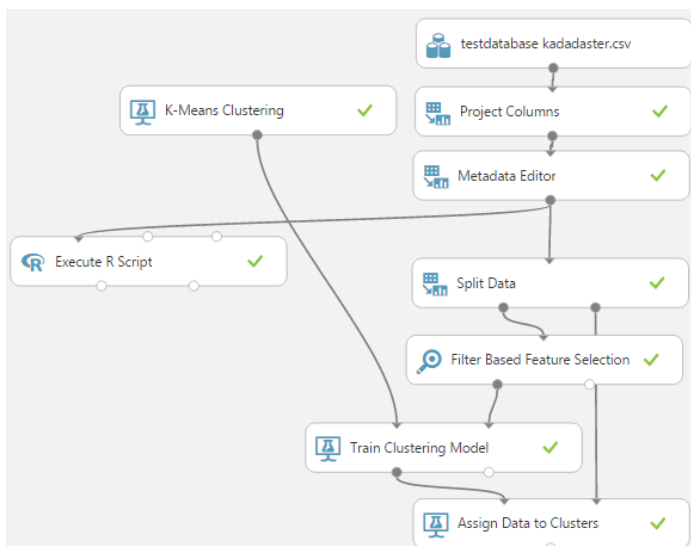 testdatabase kadadaster.csv
K-Means Clustering
Project Columns
Metadata Editor
R Execute R Script
Split Data
Filter Based Feature Selection
Train Clustering Model
Assign Data to Clusters